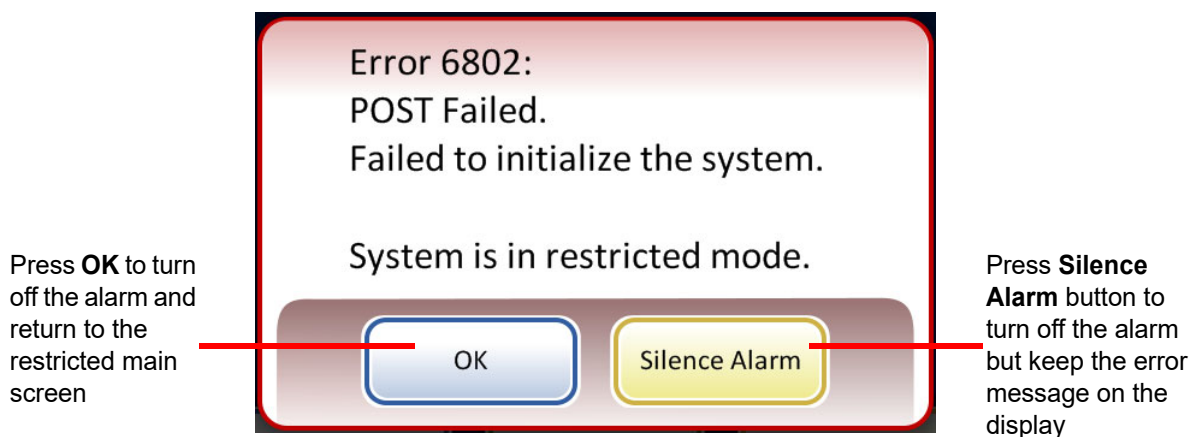 Error 6802:
POST Failed.
Failed to initialize the system.
System is in restricted mode.
Press OK to turn
off the alarm and
return to the
restricted main
screen
OK
Silence Alarm
Press Silence
Alarm button to
turn off the alarm
but keep the error
message on the
display